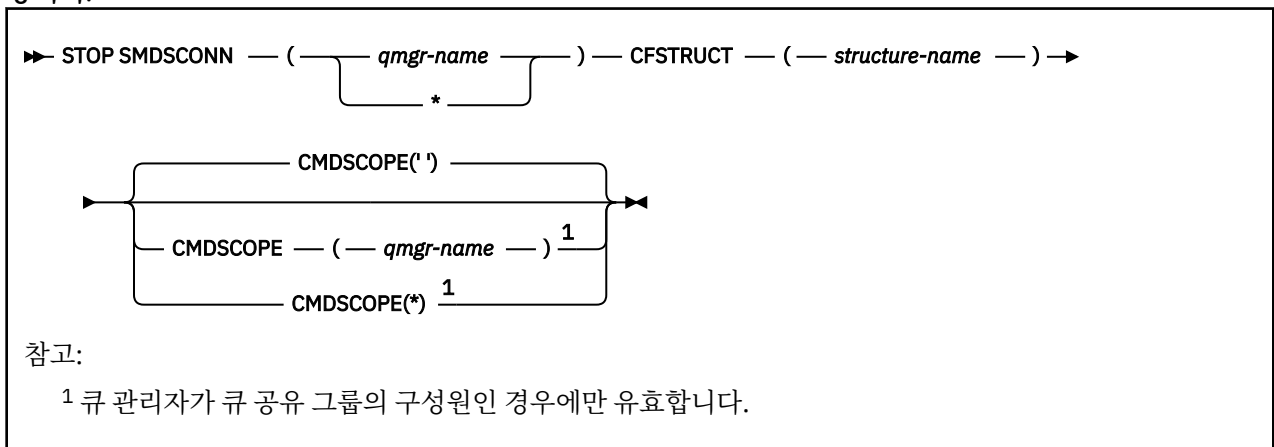 STOP SMDSCONN ( qmgr-name ) CFSTRUCT ( structure-name )
*
CMDSCOPE(' ')
CMDSCOPE ( qmgr-name ) 1
CMDSCOPE(*) 1
참고:
1 큐 관리자가 큐 공유 그룹의 구성원인 경우에만 유효합니다.